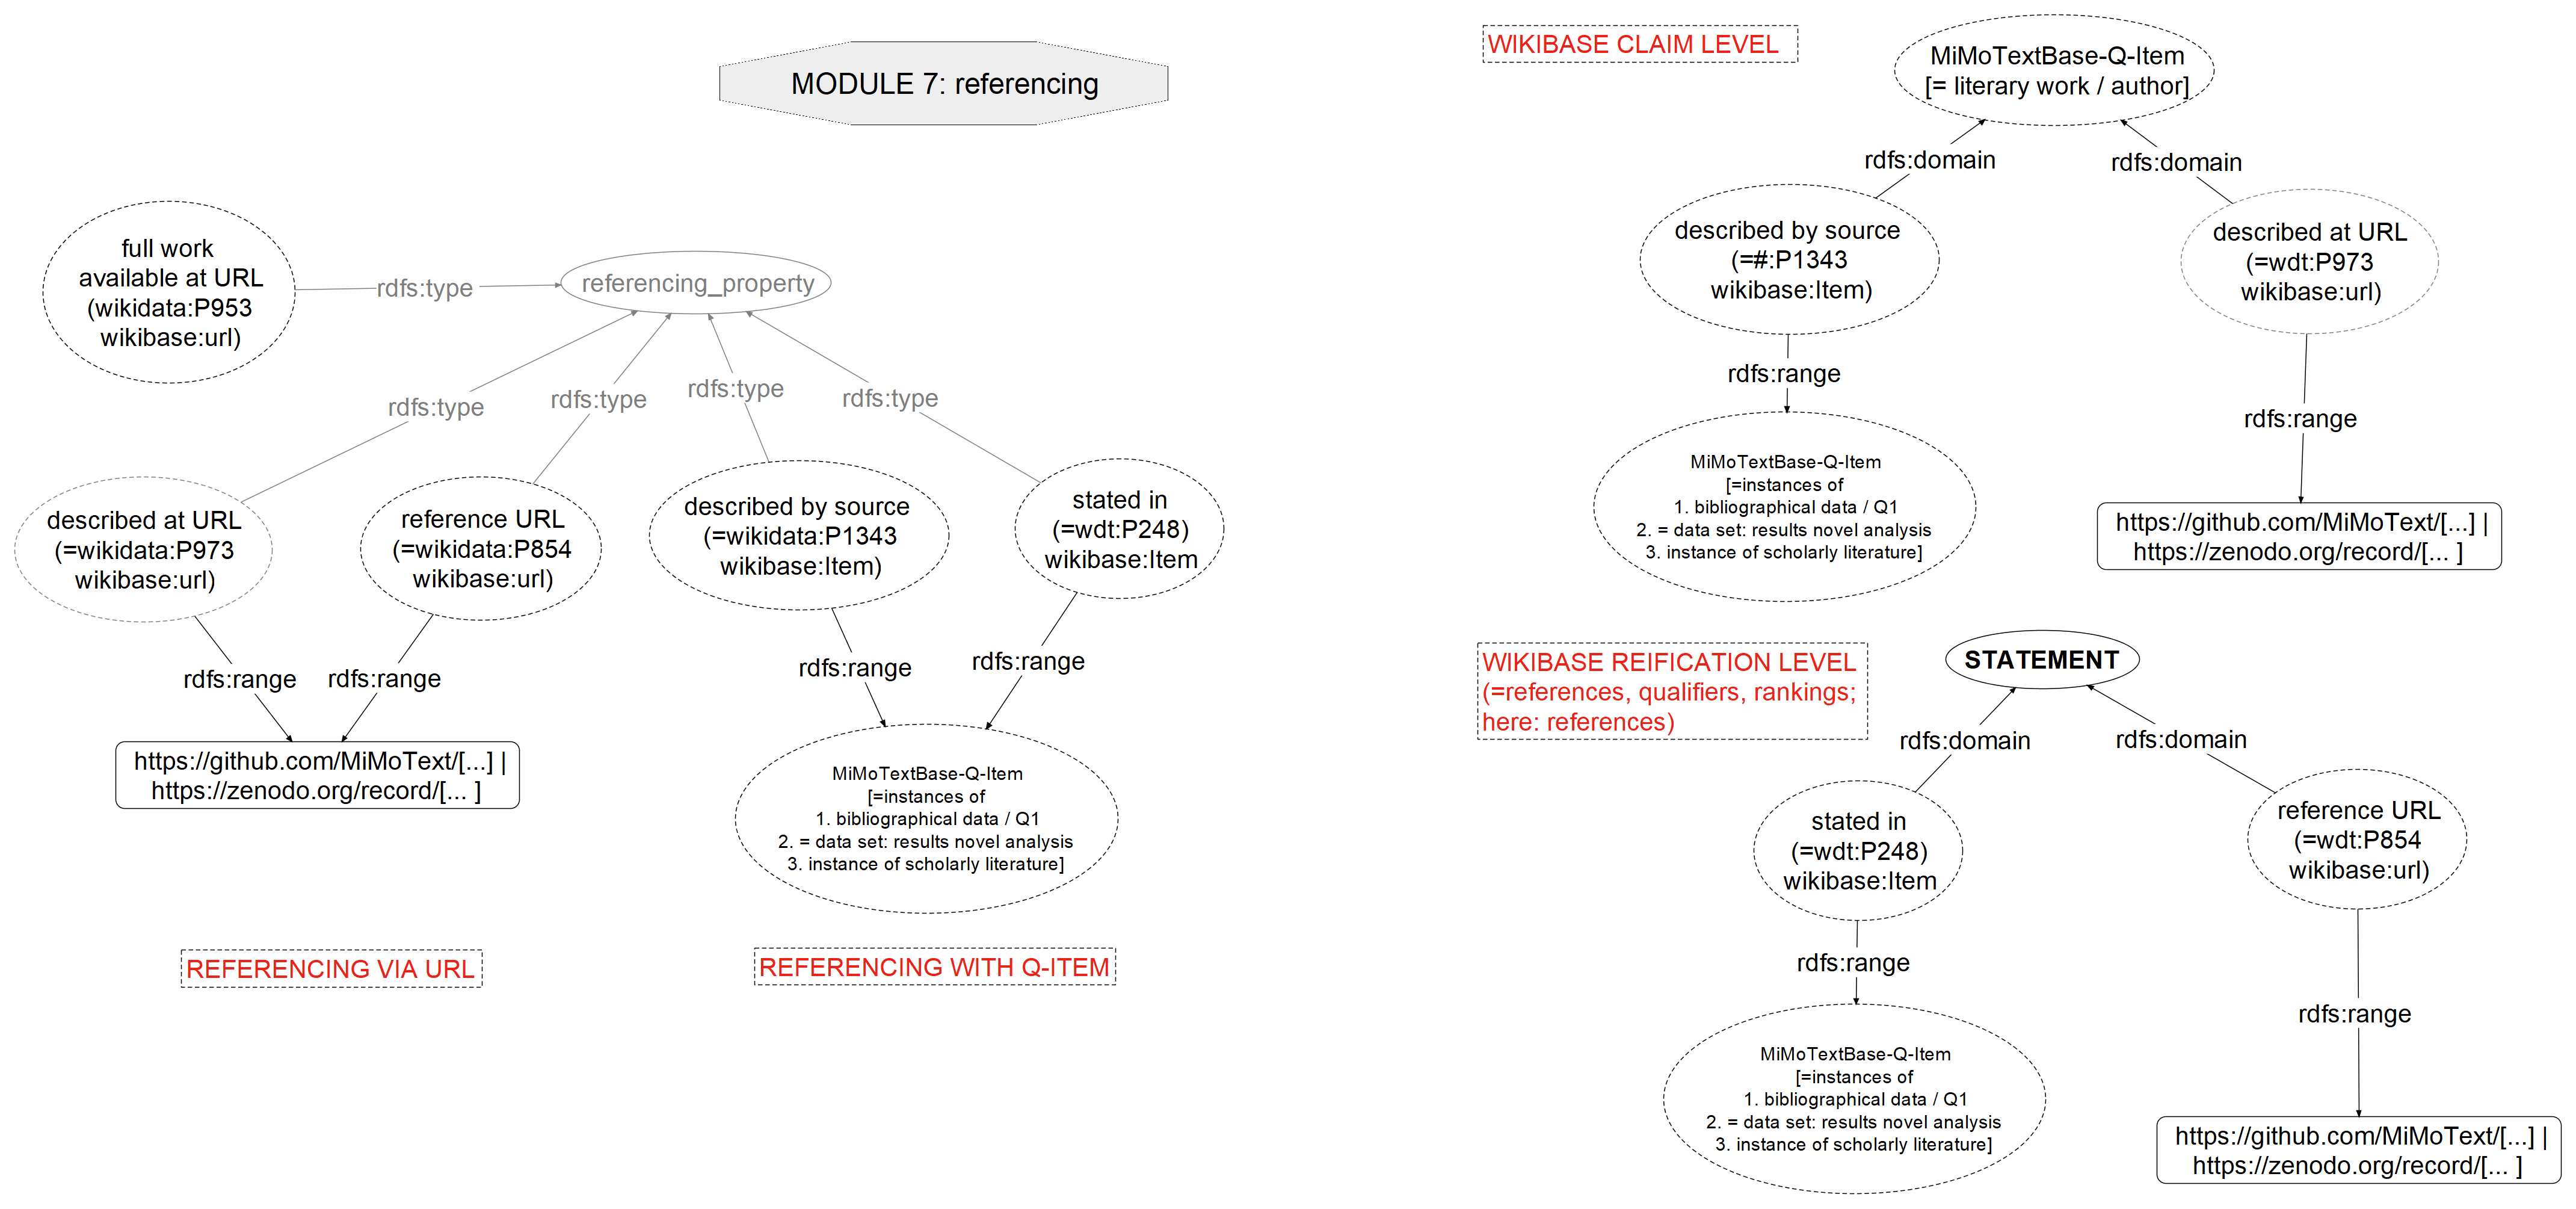 MODULE 7: referencing
full work
available at URL
(wikidata:P953
wikibase:url)
rdfs:type
referencing_property
rdfs:type
rdfs:type
rdfs:type
rdfs:type
described at URL
(=wikidata:P973
wikibase:url)
reference URL
(=wikidata:P854
wikibase:url)
described by source
(=wikidata:P1343
wikibase:Item)
stated in
(=wdt:P248)
wikibase:Item
rdfs:range
rdfs:range
rdfs:range
rdfs:range
https://github.com/MiMoText/[...] |
https://zenodo.org/record/[... ]
MiMoTextBase-Q-Item
[=instances of
1. bibliographical data / Q1
2. = data set: results novel analysis
3. instance of scholarly literature]
REFERENCING VIA URL
REFERENCING WITH Q-ITEM
WIKIBASE CLAIM LEVEL
MiMoTextBase-Q-Item
[= literary work / author]
rdfs:domain
rdfs:domain
described by source
(=#:P1343
wikibase:Item)
described at URL
(=wdt:P973
wikibase:url)
rdfs:range
rdfs:range
MiMoTextBase-Q-Item
[=instances of
1. bibliographical data / Q1
2. = data set: results novel analysis
3. instance of scholarly literature]
https://github.com/MiMoText/[...] |
https://zenodo.org/record/[... ]
WIKIBASE REIFICATION LEVEL
(=references, qualifiers, rankings;
here: references)
STATEMENT
rdfs:domain
rdfs:domain
stated in
(=wdt:P248)
wikibase:Item
reference URL
(=wdt:P854
wikibase:url)
rdfs:range
rdfs:range
MiMoTextBase-Q-Item
[=instances of
1. bibliographical data / Q1
2. = data set: results novel analysis
3. instance of scholarly literature]
https://github.com/MiMoText/[...] |
https://zenodo.org/record/[... ]